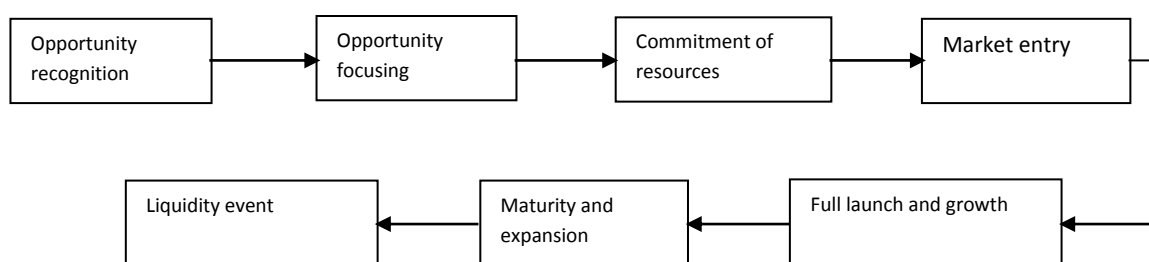 Opportunity
recognition
Opportunity
focusing
Commitment of
resources
Market entry
Liquidity event
Maturity and
expansion
Full launch and growth